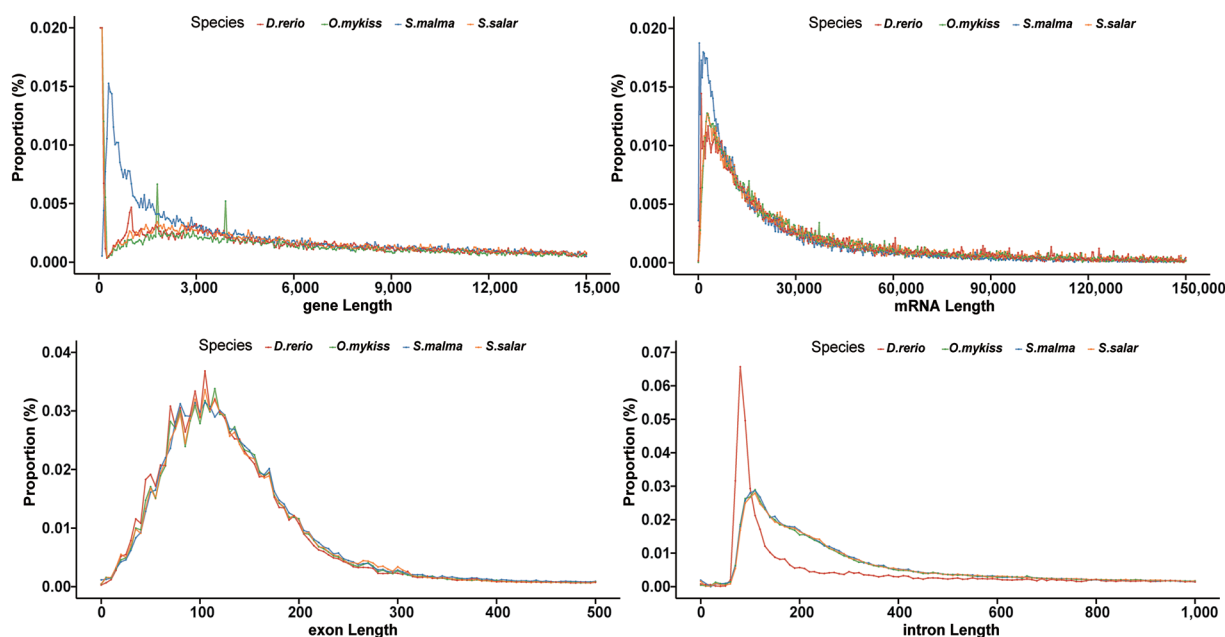 Species D.rerio O.mykiss S.malma S.salar
Proportion (%)
0.020
0.015
0.010
0.005
0.000
0 3,000 6,000 9,000 12,000 15,000
gene Length
Species D.rerio O.mykiss S.malma S.salar
Proportion (%)
0.020
0.015
0.010
0.005
0.000
0 30,000 60,000 90,000 120,000 150,000
mRNA Length
Species D.rerio O.mykiss S.malma S.salar
Proportion (%)
0.04
0.03
0.02
0.01
0.00
0 100 200 300 400 500
exon Length
Species D.rerio O.mykiss S.malma S.salar
Proportion (%)
0.07
0.06
0.05
0.04
0.03
0.02
0.01
0.00
0 200 400 600 800 1,000
intron Length